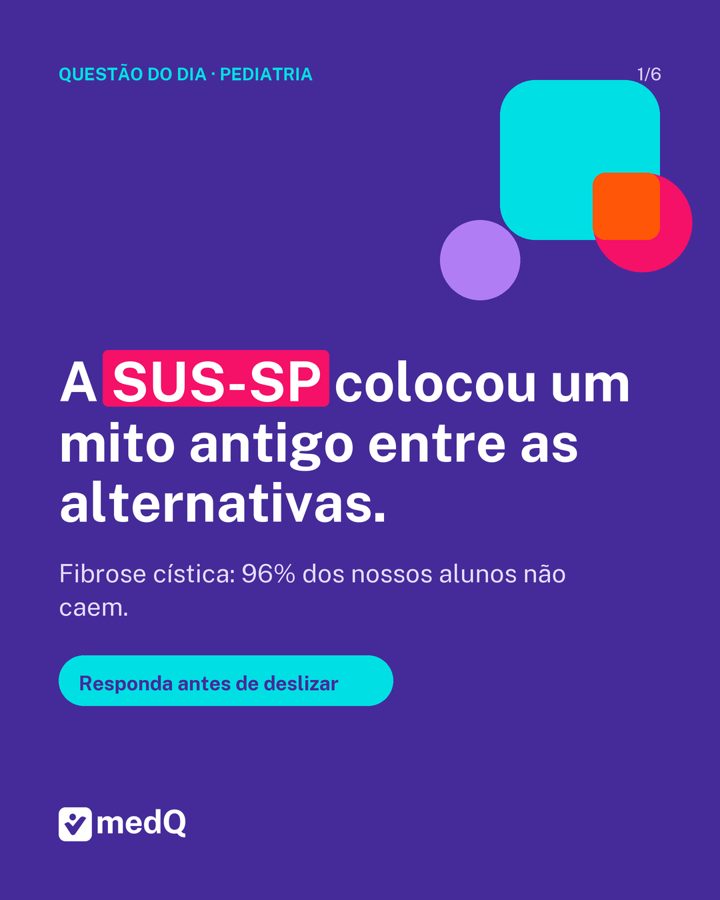 QUESTÃO DO DIA · PEDIATRIA
1/6
A SUS-SP colocou um
mito antigo entre as
alternativas.
Fibrose cística: 96% dos nossos alunos não
caem.
Responda antes de deslizar
medQ